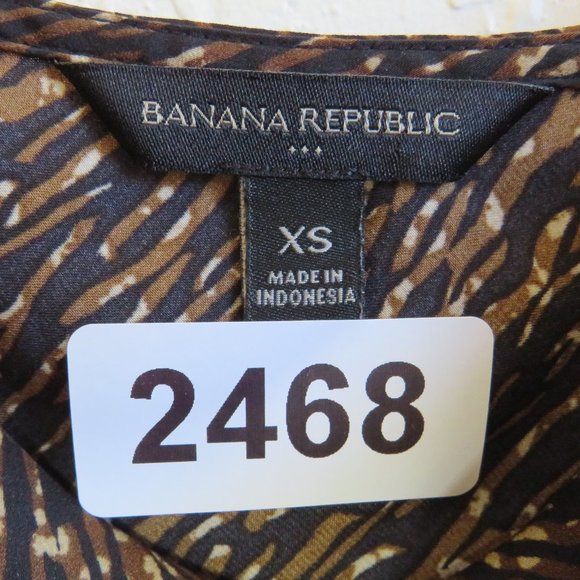 BANANA REPUBLIC
XS
MADE IN
INDONESIA
2468